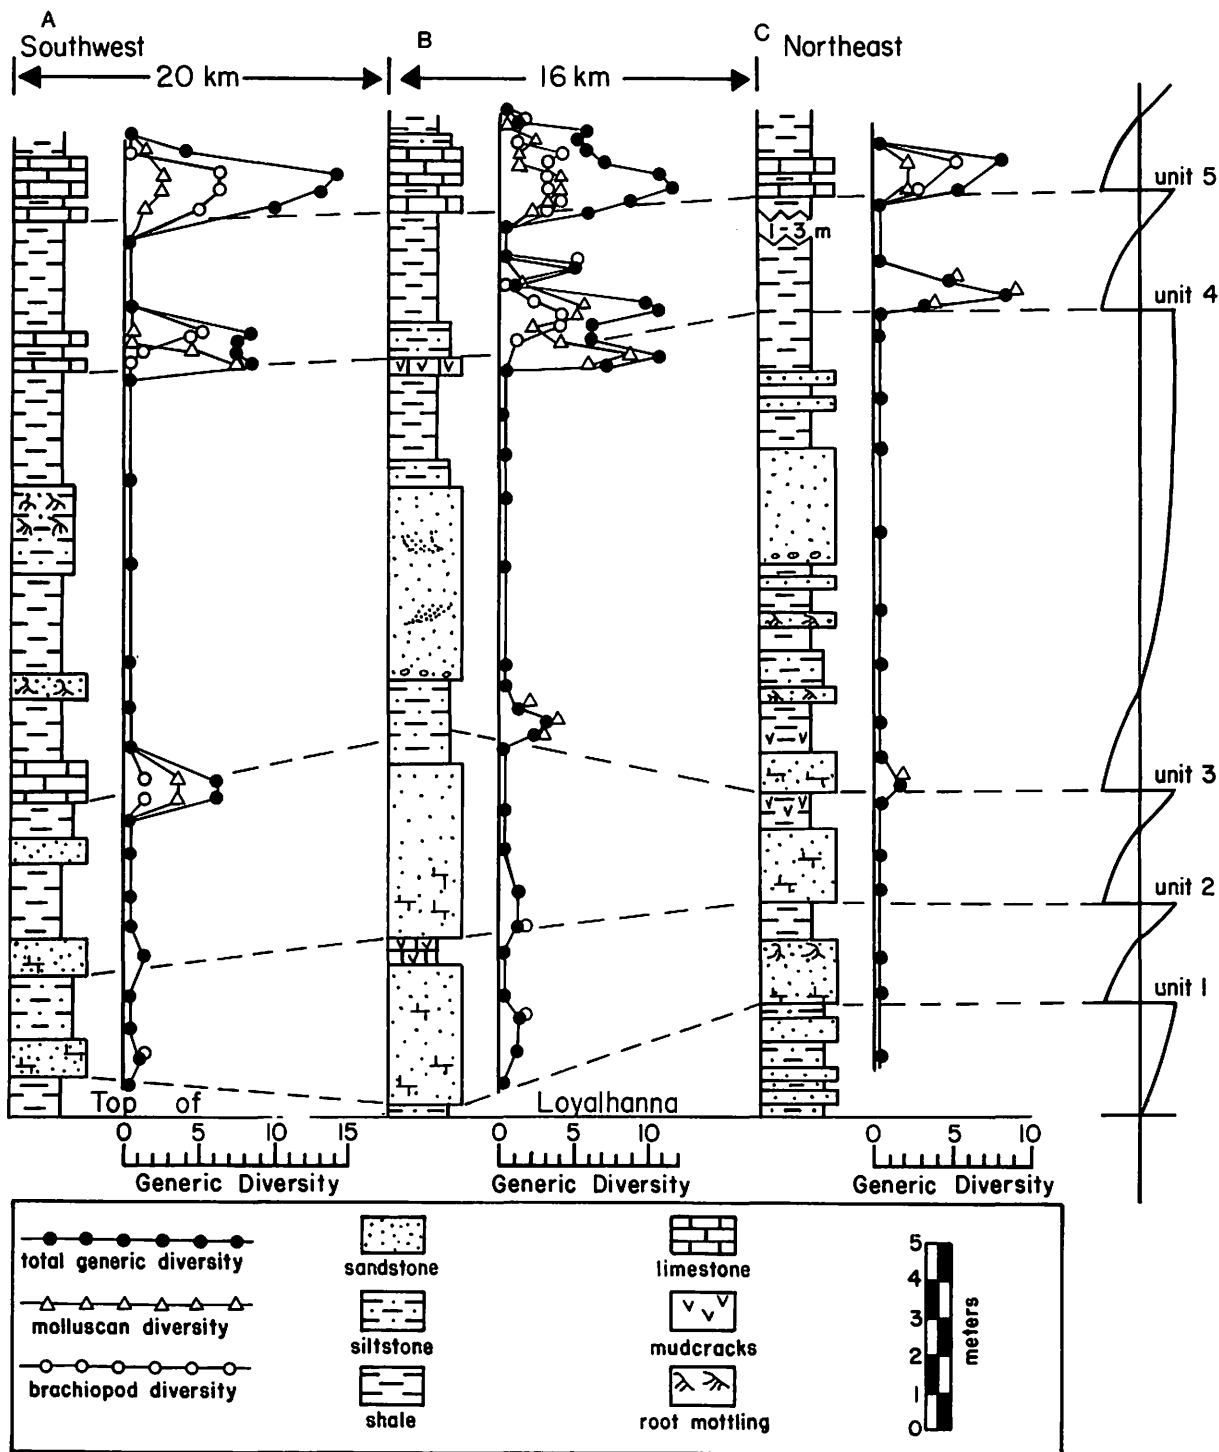 A
B
C
Southwest
Northeast
20 km
16 km
unit 5
1-3 m
unit 4
unit 3
unit 2
unit 1
Top of Loyalhanna
0 5 10 15
0 5 10
0 5 10
Generic Diversity
Generic Diversity
Generic Diversity
total generic diversity
molluscan diversity
brachiopod diversity
sandstone
siltstone
shale
limestone
mudcracks
root mottling
5
4
3
2
1
0
meters